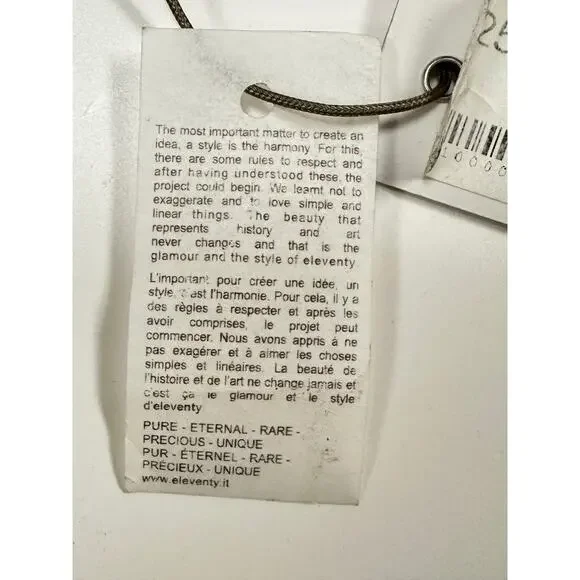 The most important matter to create an
idea, a style is the harmony. For this,
there are some rules to respect and
after having understood these, the
project could begin. We learnt not to
exaggerate and to love simple and
linear things. The beauty that
represents history and art
never changes and that is the
glamour and the style of eleventy
L'important pour créer une idée, un
style, c'est l'harmonie. Pour cela, il y a
des règles à respecter et après les
avoir comprises, le projet peut
commencer. Nous avons appris à ne
pas exagérer et à aimer les choses
simples et linéaires. La beauté de
l'histoire et de l'art ne change jamais et
c'est ça le glamour et le style
d'eleventy
PURE - ETERNAL - RARE -
PRECIOUS - UNIQUE
PUR - ÉTERNEL - RARE -
PRÉCIEUX - UNIQUE
www.eleventy.it
25
10000